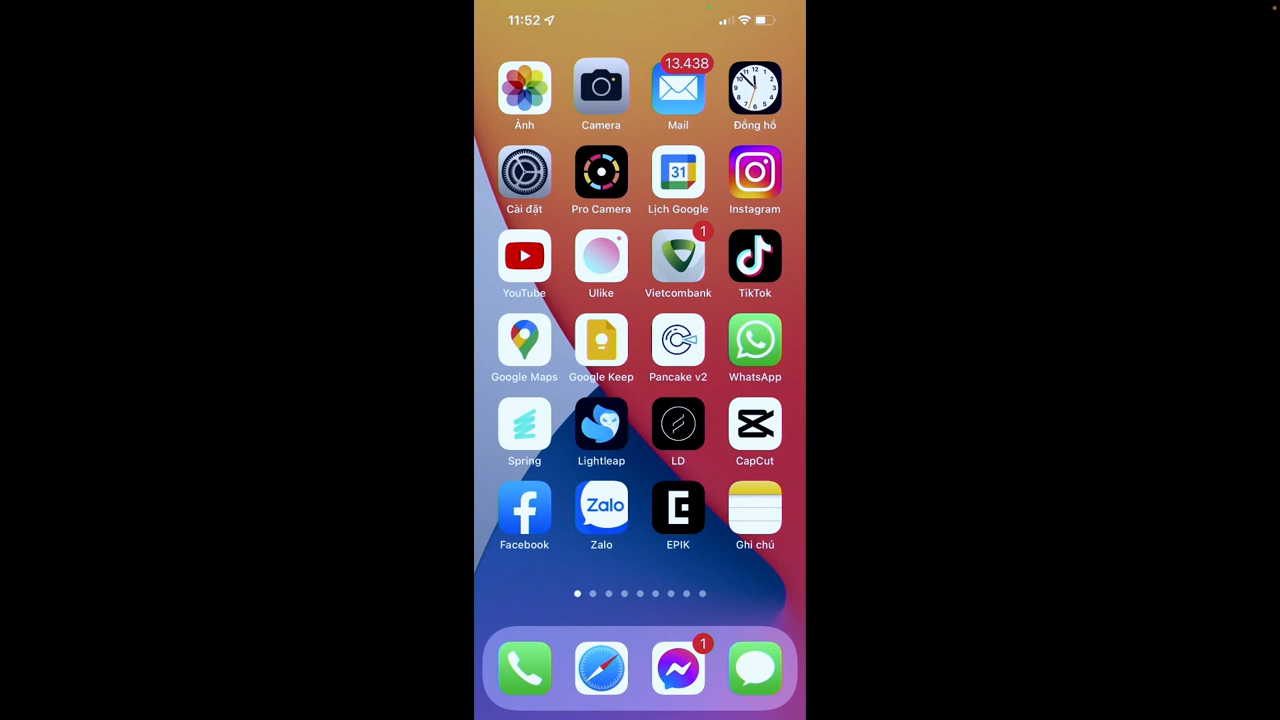 11:52
13.438
Ảnh
Camera
Mail
Đồng hồ
31
Cài đặt
Pro Camera
Lịch Google
Instagram
1
YouTube
Ulike
Vietcombank
TikTok
Google Maps
Google Keep
Pancake v2
WhatsApp
Spring
Lightleap
LD
CapCut
Zalo
Facebook
Zalo
EPIK
Ghi chú
1